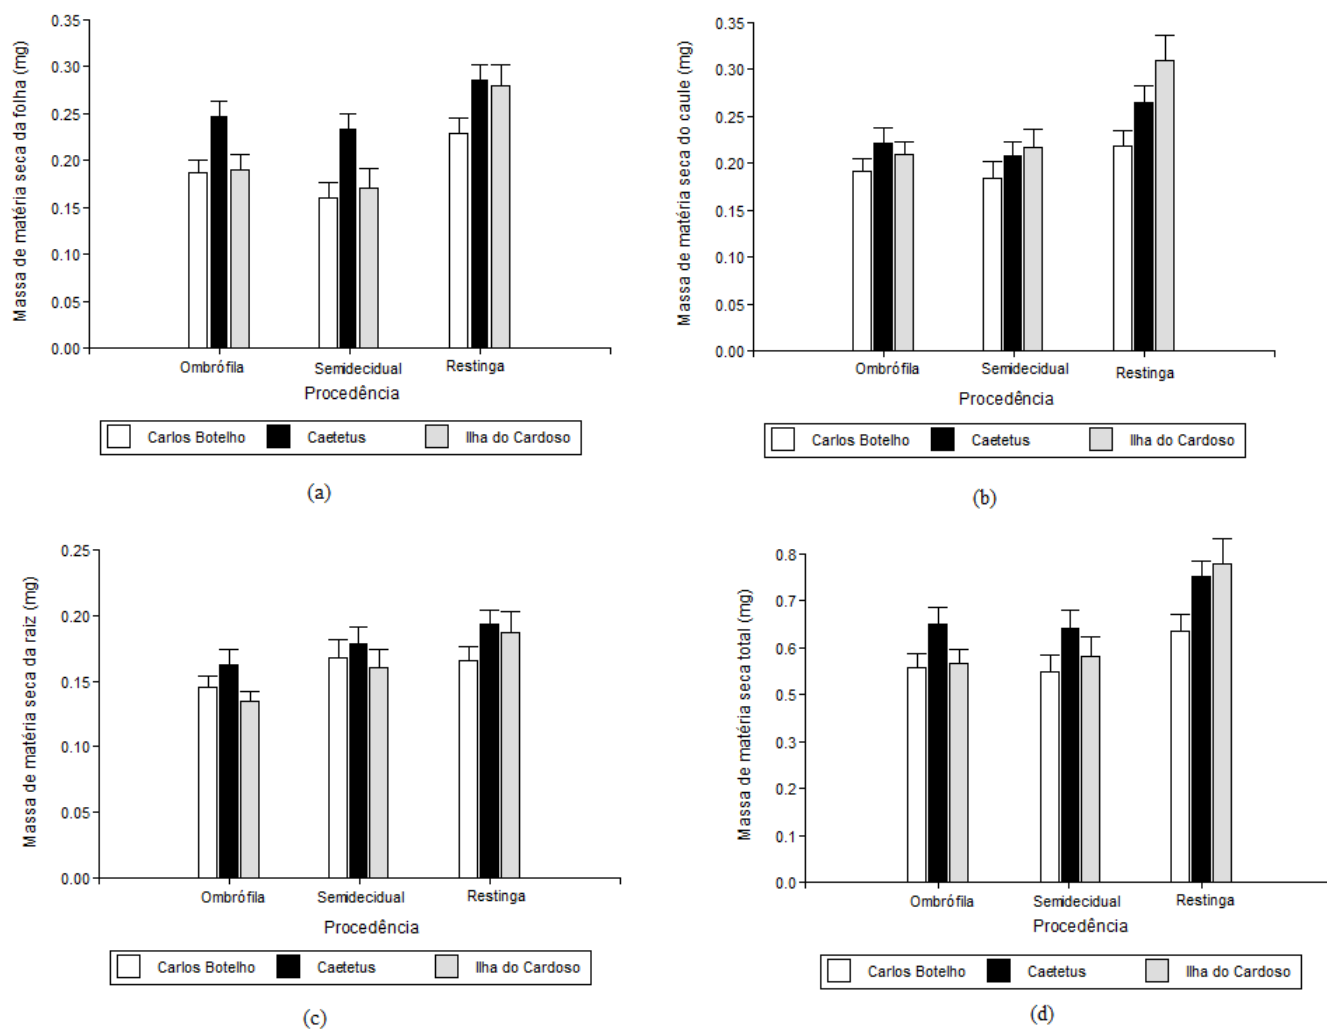 Massa de matéria seca da folha (mg)
0.35
0.30
0.25
0.20
0.15
0.10
0.05
0.00
Ombrófila Semidecidual Restinga
Procedência
Carlos Botelho Caetetus Ilha do Cardoso
(a)
Massa de matéria seca do caule (mg)
0.35
0.30
0.25
0.20
0.15
0.10
0.05
0.00
Ombrófila Semidecidual Restinga
Procedência
Carlos Botelho Caetetus Ilha do Cardoso
(b)
Massa de matéria seca da raiz (mg)
0.25
0.20
0.15
0.10
0.05
0.00
Ombrófila Semidecidual Restinga
Procedência
Carlos Botelho Caetetus Ilha do Cardoso
(c)
Massa de matéria seca total (mg)
0.8
0.7
0.6
0.5
0.3
0.2
0.1
0.0
Ombrófila Semidecidual Restinga
Procedência
Carlos Botelho Caetetus Ilha do Cardoso
(d)